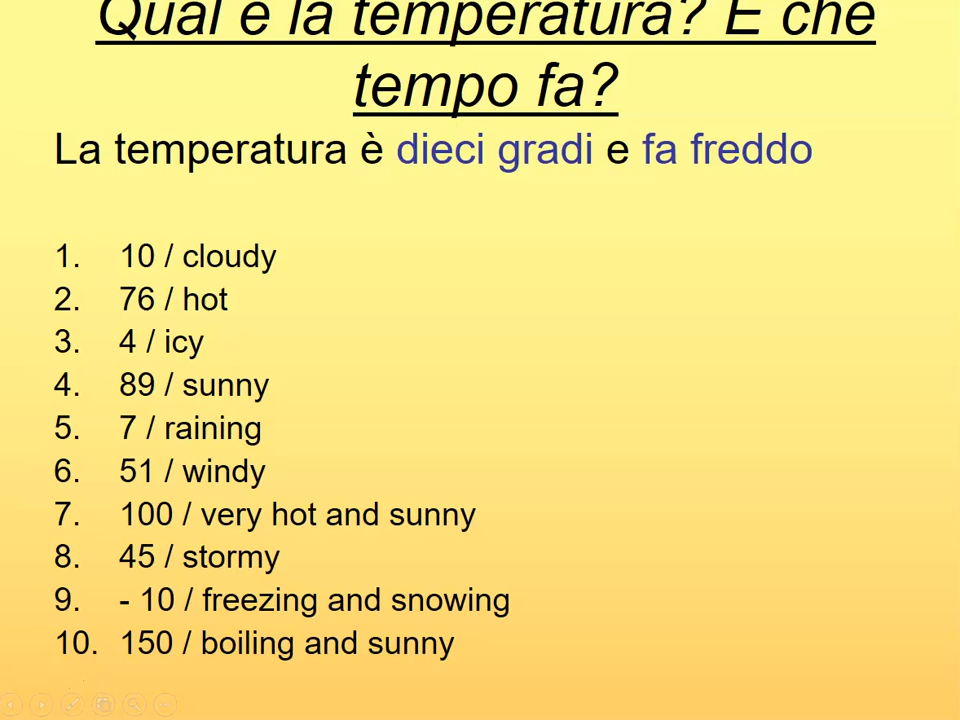 Qual è la temperatura? E che
tempo fa?
La temperatura è dieci gradi e fa freddo
1. 10 / cloudy
2. 76 / hot
3. 4 / icy
4. 89 / sunny
5. 7 / raining
6. 51 / windy
7. 100 / very hot and sunny
8. 45 / stormy
9. - 10 / freezing and snowing
10. 150 / boiling and sunny